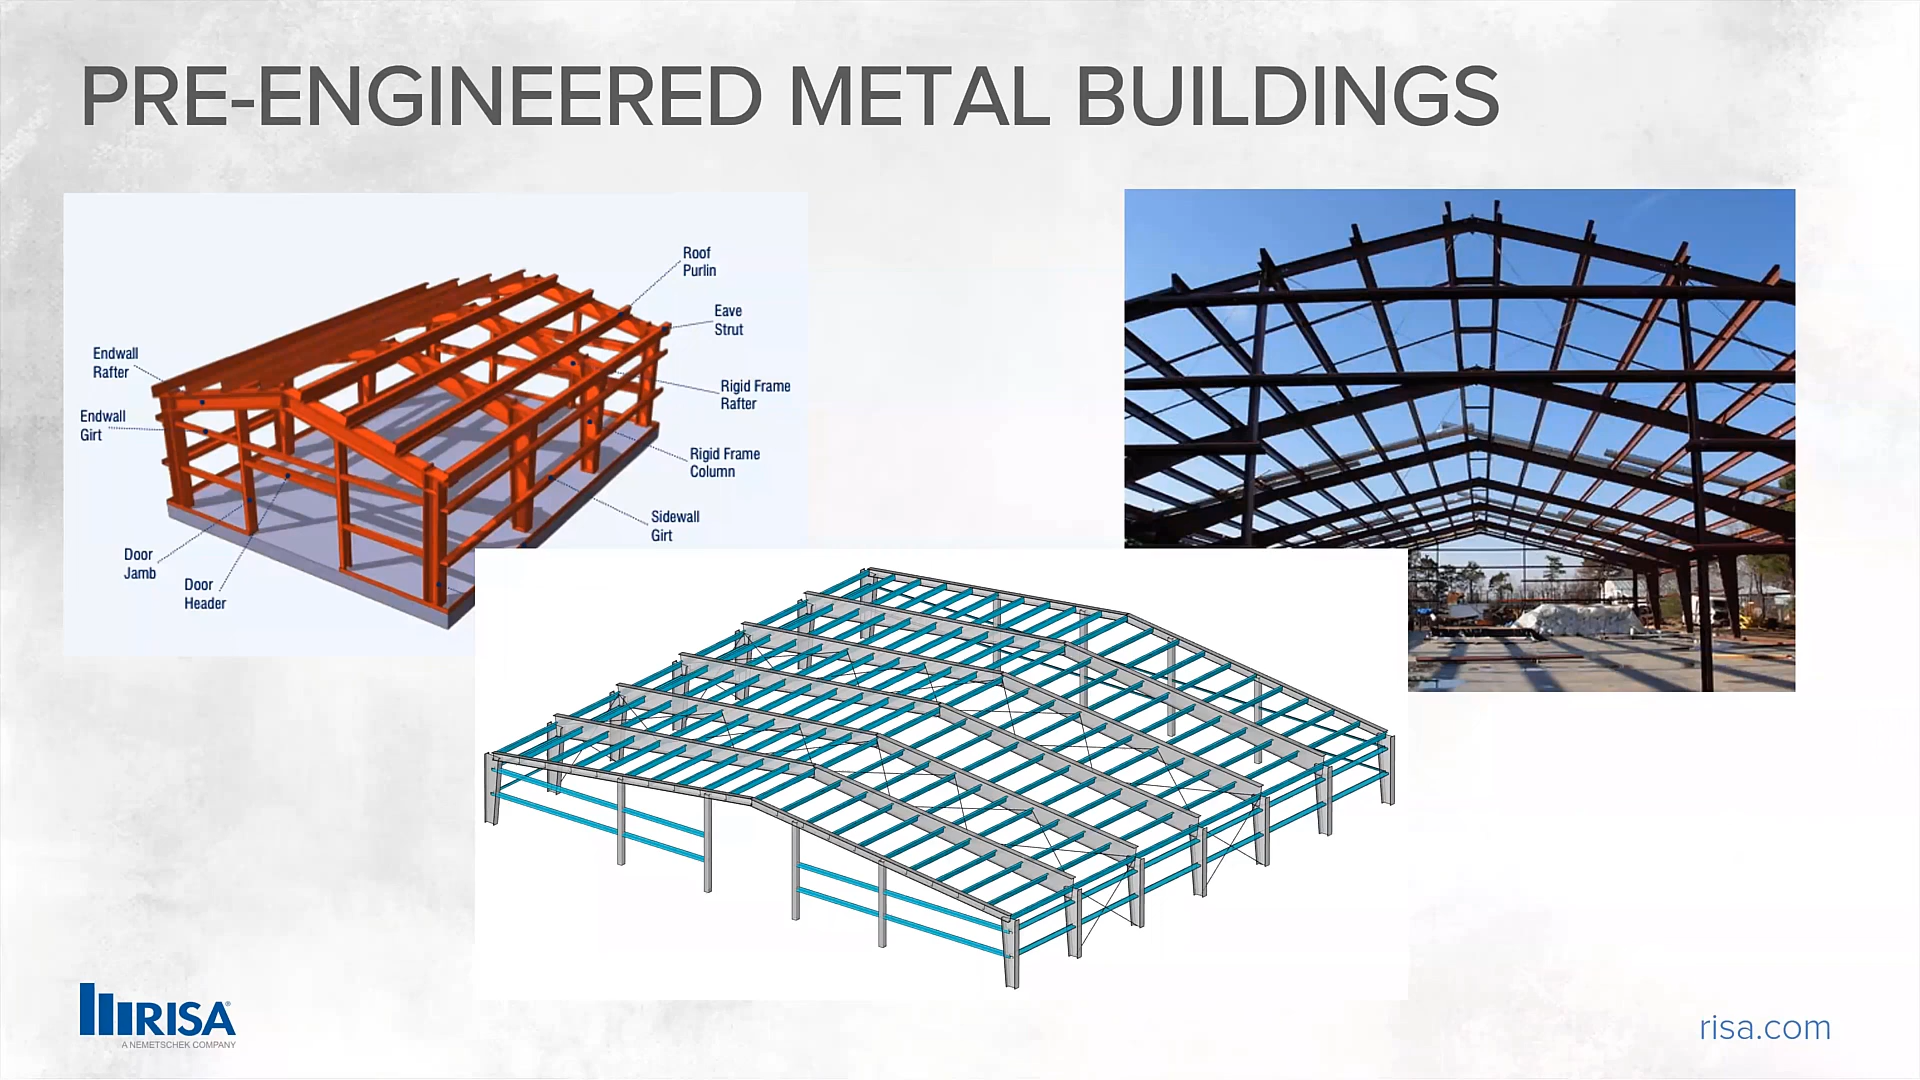 PRE-ENGINEERED METAL BUILDINGS
Roof
Purlin
Eave
Strut
Endwall
Rafter
Rigid Frame
Rafter
Endwall
Girt
Rigid Frame
Column
Sidewall
Girt
Door
Jamb
Door
Header
RISA®
A NEMETSCHEK COMPANY
risa.com